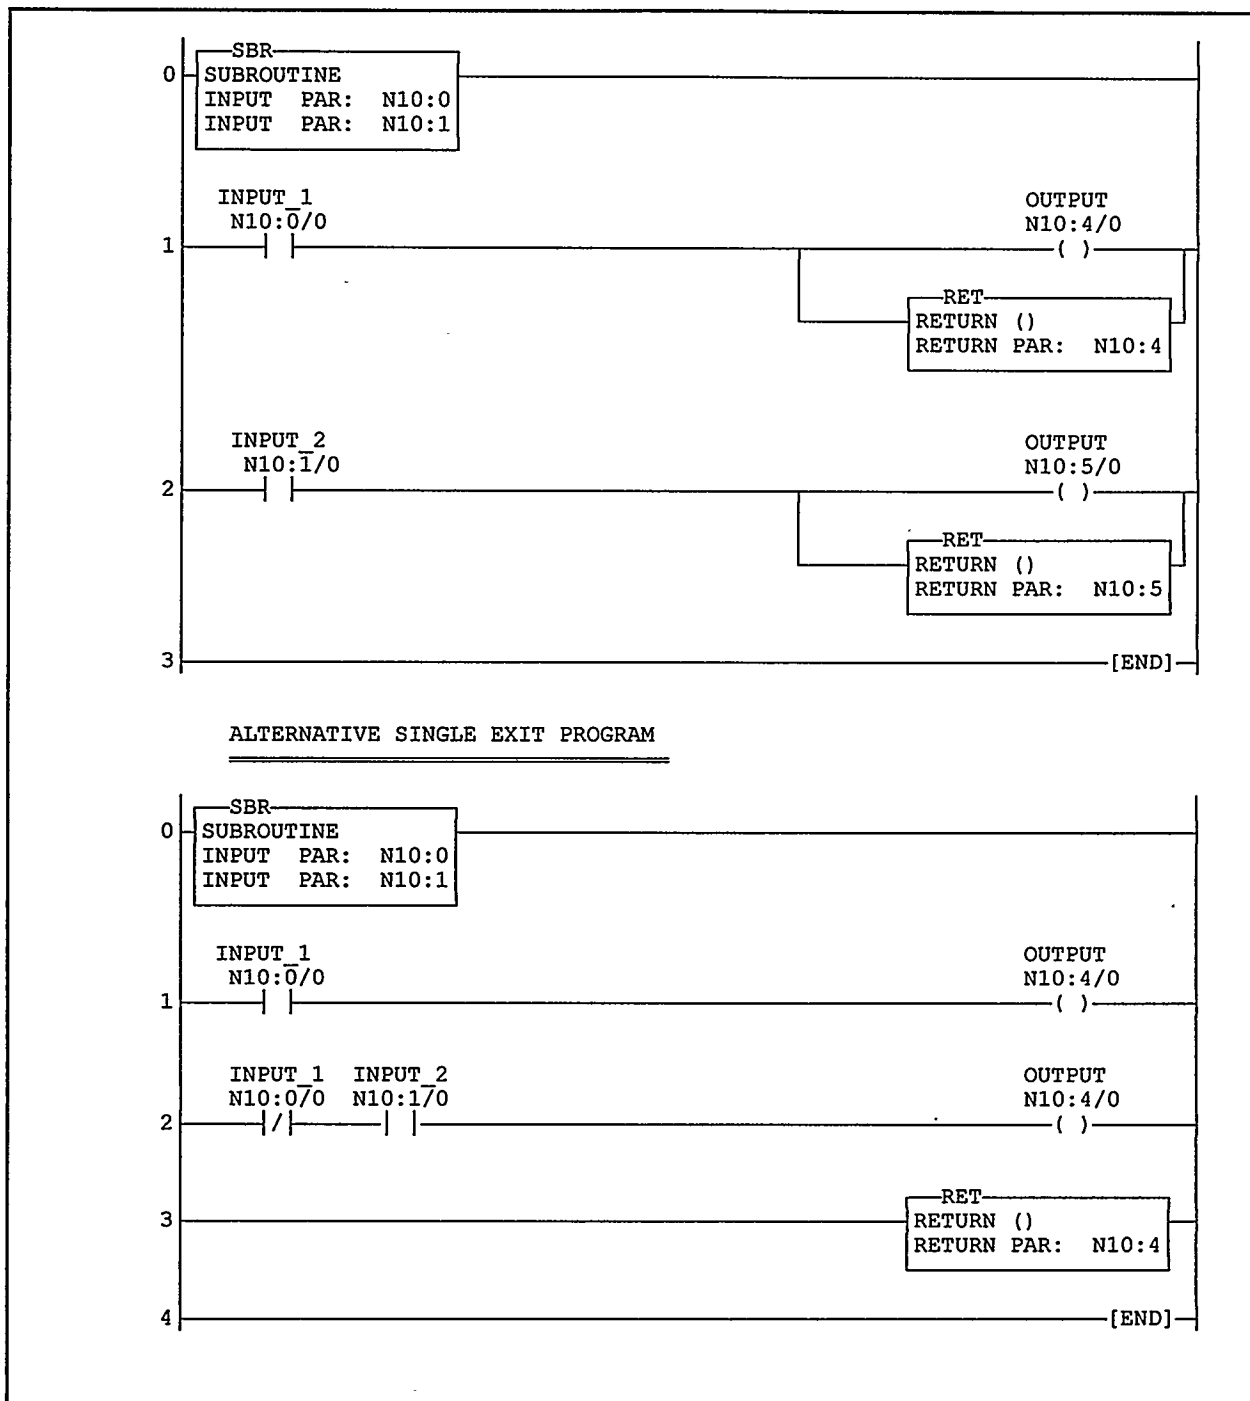 SBR
0 SUBROUTINE
INPUT PAR: N10:0
INPUT PAR: N10:1
INPUT_1
N10:0/0
OUTPUT
N10:4/0
1 ( )
RET
RETURN ()
RETURN PAR: N10:4
INPUT_2
N10:1/0
OUTPUT
N10:5/0
2 ( )
RET
RETURN ()
RETURN PAR: N10:5
3 [END]
ALTERNATIVE SINGLE EXIT PROGRAM
SBR
0 SUBROUTINE
INPUT PAR: N10:0
INPUT PAR: N10:1
INPUT_1
N10:0/0
OUTPUT
N10:4/0
1 ( )
INPUT_1 INPUT_2
N10:0/0 N10:1/0
OUTPUT
N10:4/0
2 / ( )
RET
3 RETURN ()
RETURN PAR: N10:4
4 [END]